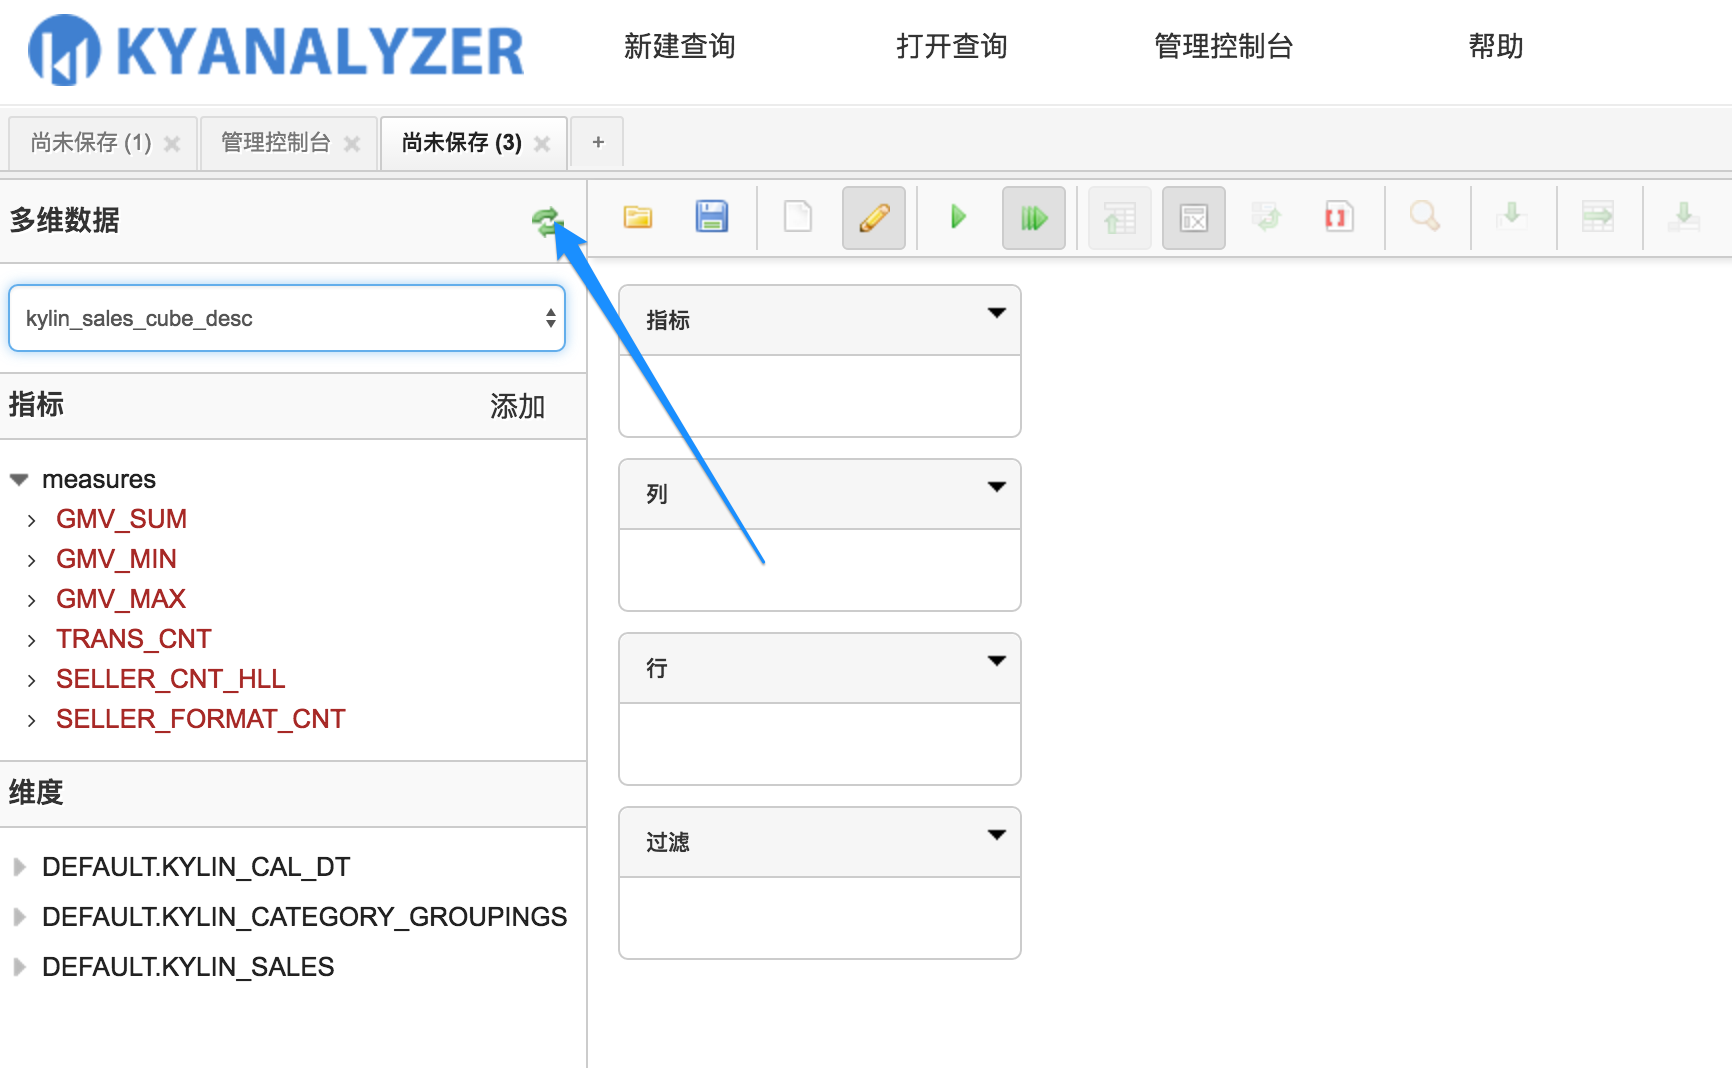 KYANALYZER
新建查询
打开查询
管理控制台
帮助
尚未保存 (1)
管理控制台
尚未保存 (3)
+
多维数据
kylin_sales_cube_desc
指标
添加
measures
GMV_SUM
GMV_MIN
GMV_MAX
TRANS_CNT
SELLER_CNT_HLL
SELLER_FORMAT_CNT
维度
DEFAULT.KYLIN_CAL_DT
DEFAULT.KYLIN_CATEGORY_GROUPINGS
DEFAULT.KYLIN_SALES
指标
列
行
过滤